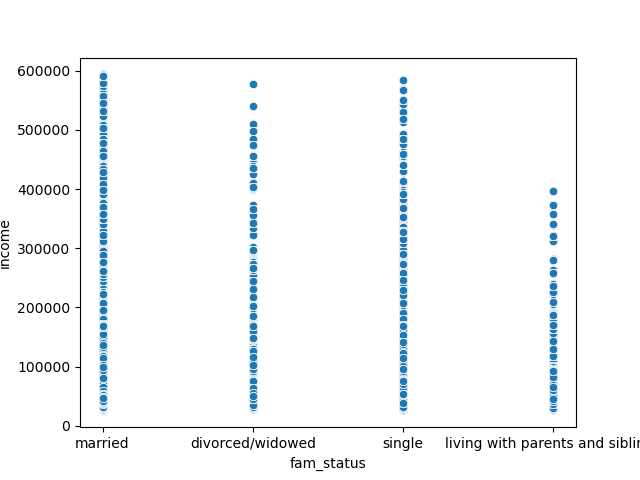 income
600000
500000
400000
300000
200000
100000
0
married divorced/widowed single living with parents and siblin
fam_status